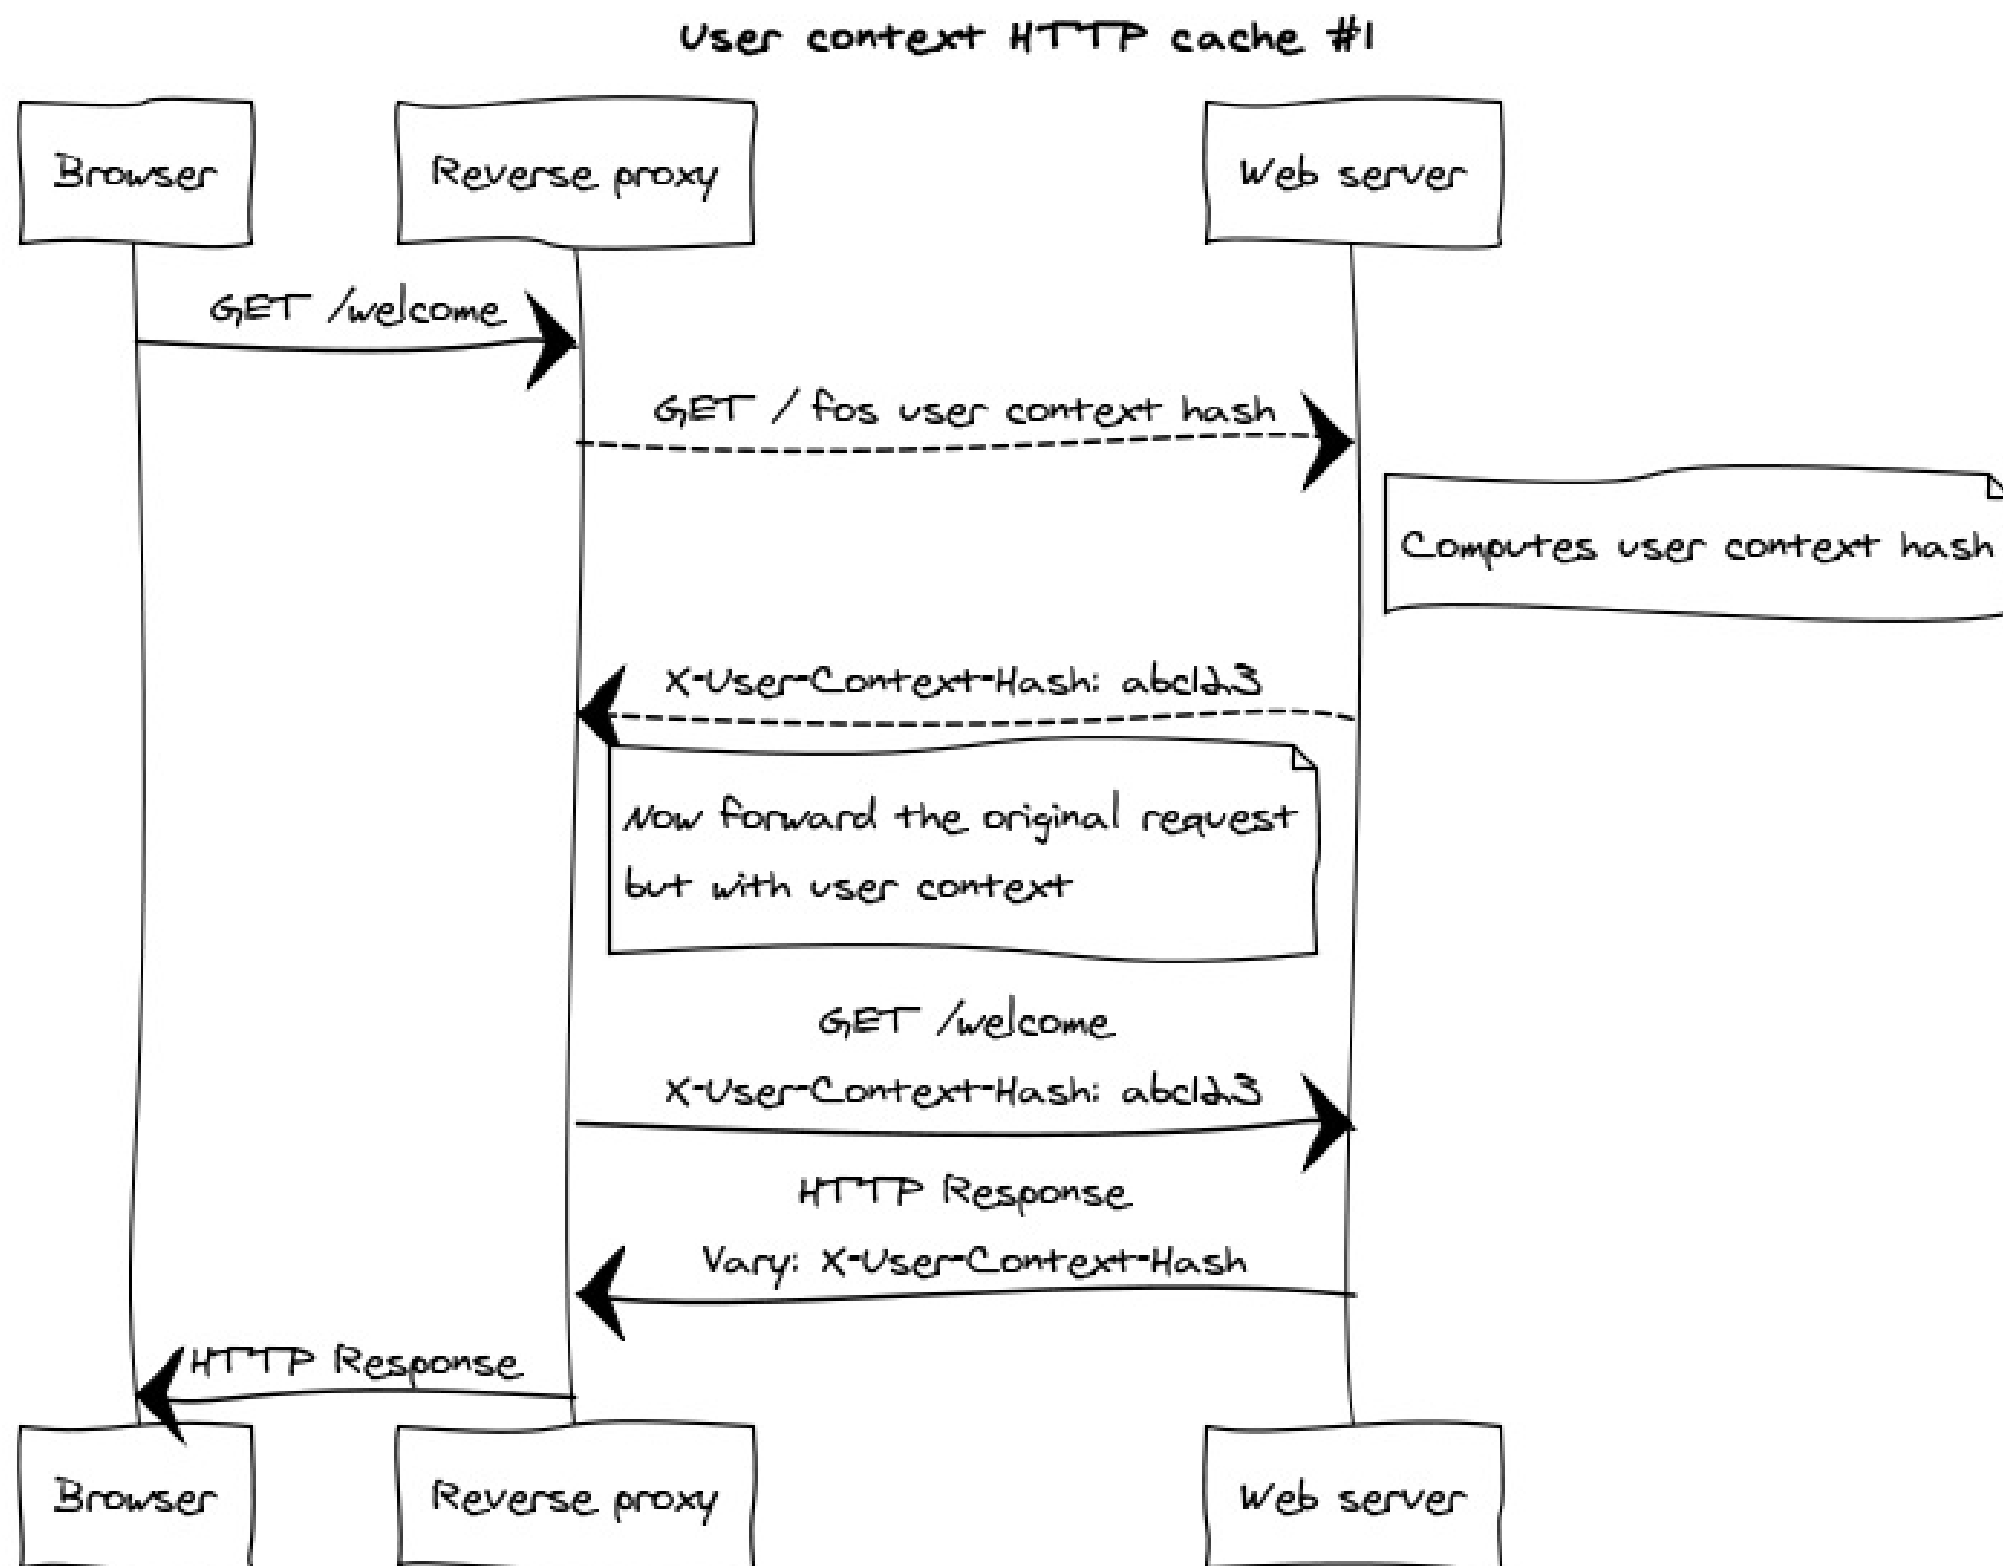 User context HTTP cache #1
Browser
Reverse proxy
Web server
GET /welcome
GET / fos user context hash
Computes user context hash
X-User-Context-Hash: abc123
Now forward the original request
but with user context
GET /welcome
X-User-Context-Hash: abc123
HTTP Response
Vary: X-User-Context-Hash
HTTP Response
Browser
Reverse proxy
Web server